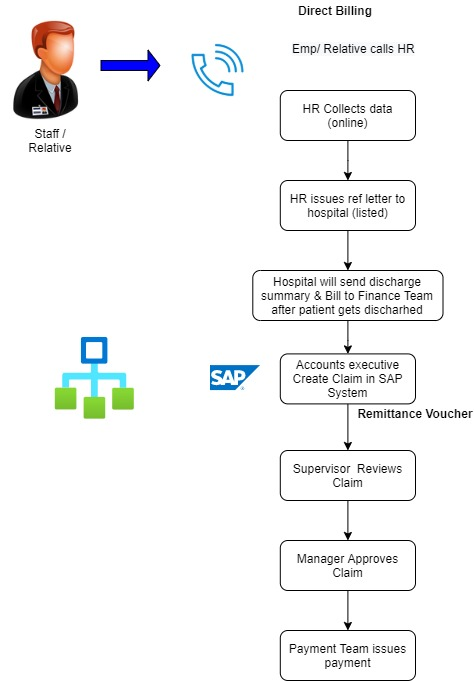 Direct Billing
Emp/ Relative calls HR
Staff /
Relative
HR Collects data
(online)
HR issues ref letter to
hospital (listed)
Hospital will send discharge
summary & Bill to Finance Team
after patient gets discharhed
SAP
Accounts executive
Create Claim in SAP
System
Remittance Voucher
Supervisor Reviews
Claim
Manager Approves
Claim
Payment Team issues
payment